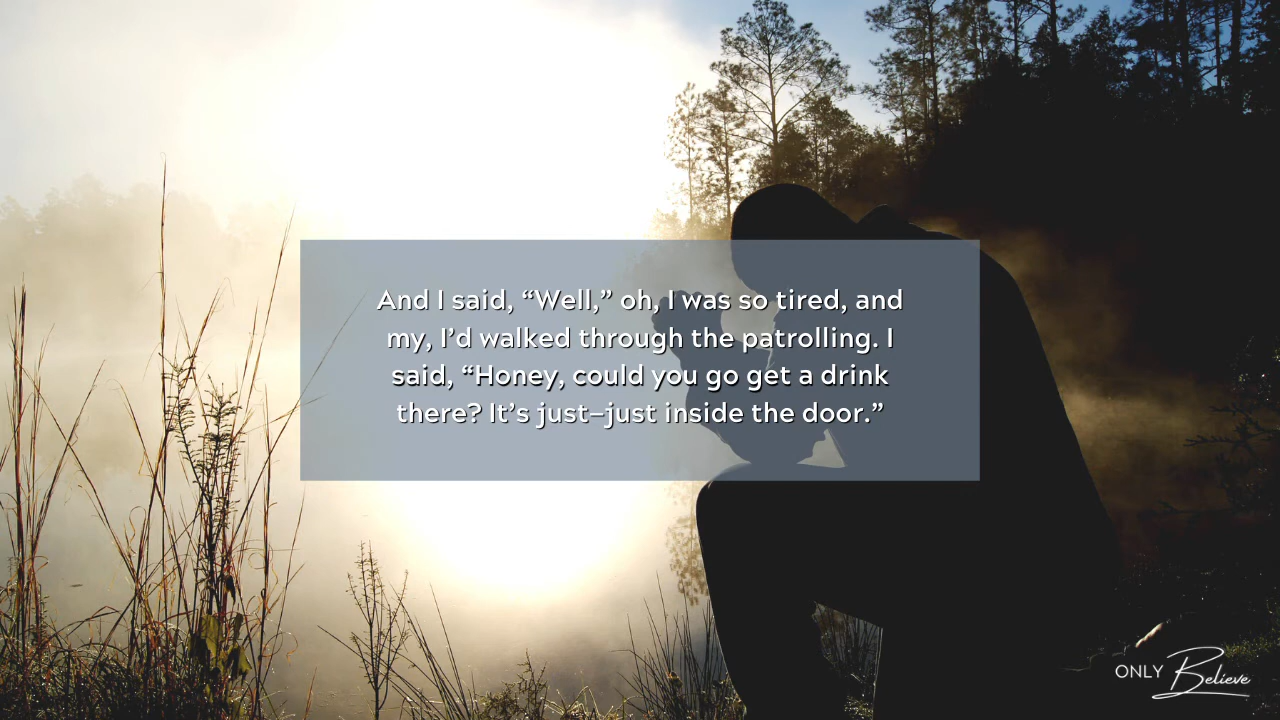 And I said, “Well,” oh, I was so tired, and
my, I’d walked through the patrolling. I
said, “Honey, could you go get a drink
there? It’s just—just inside the door.”
ONLY Believe